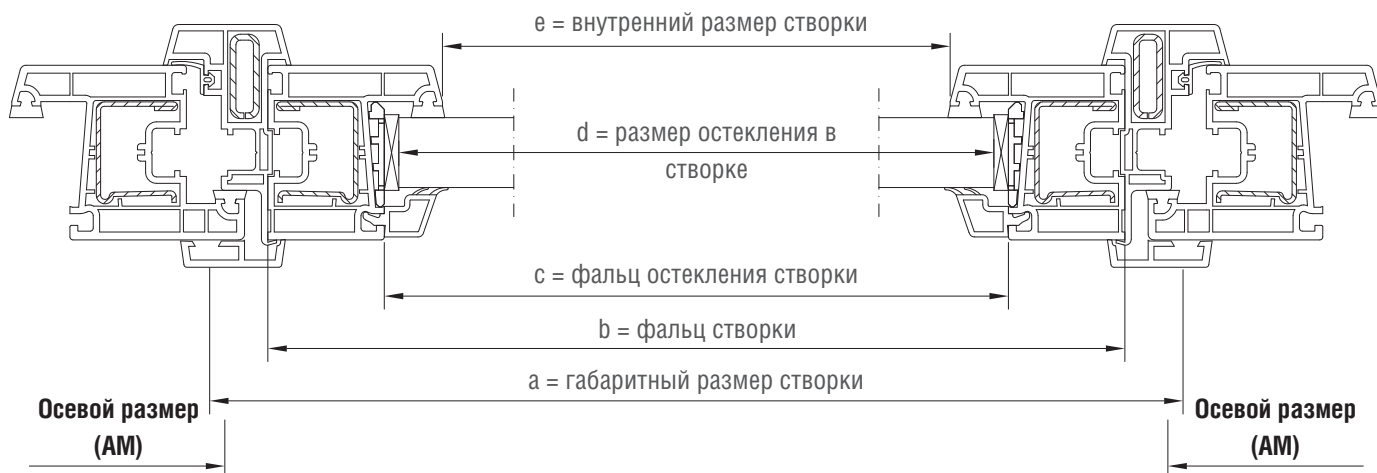 e = внутренний размер створки
d = размер остекления в
створке
c = фальц остекления створки
b = фальц створки
a = габаритный размер створки
Осевой размер
(AM)
Осевой размер
(AM)